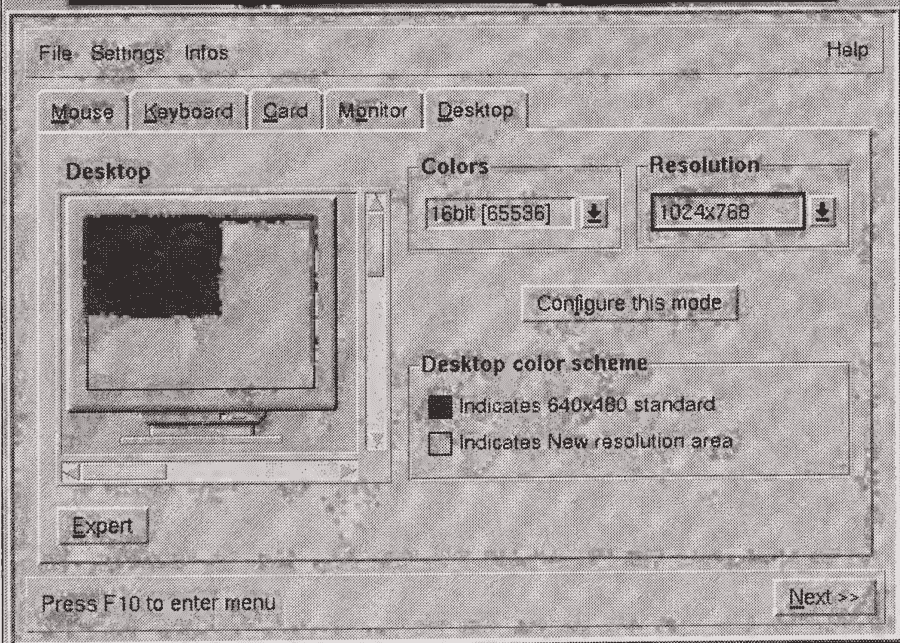 File Settings Infos Help
Mouse Keyboard Card Monitor Desktop
Desktop
Colors
16bit [65536]
Resolution
1024x768
Configure this mode
Desktop color scheme
Indicates 640x480 standard
Indicates New resolution area
Expert
Press F10 to enter menu
Next >>